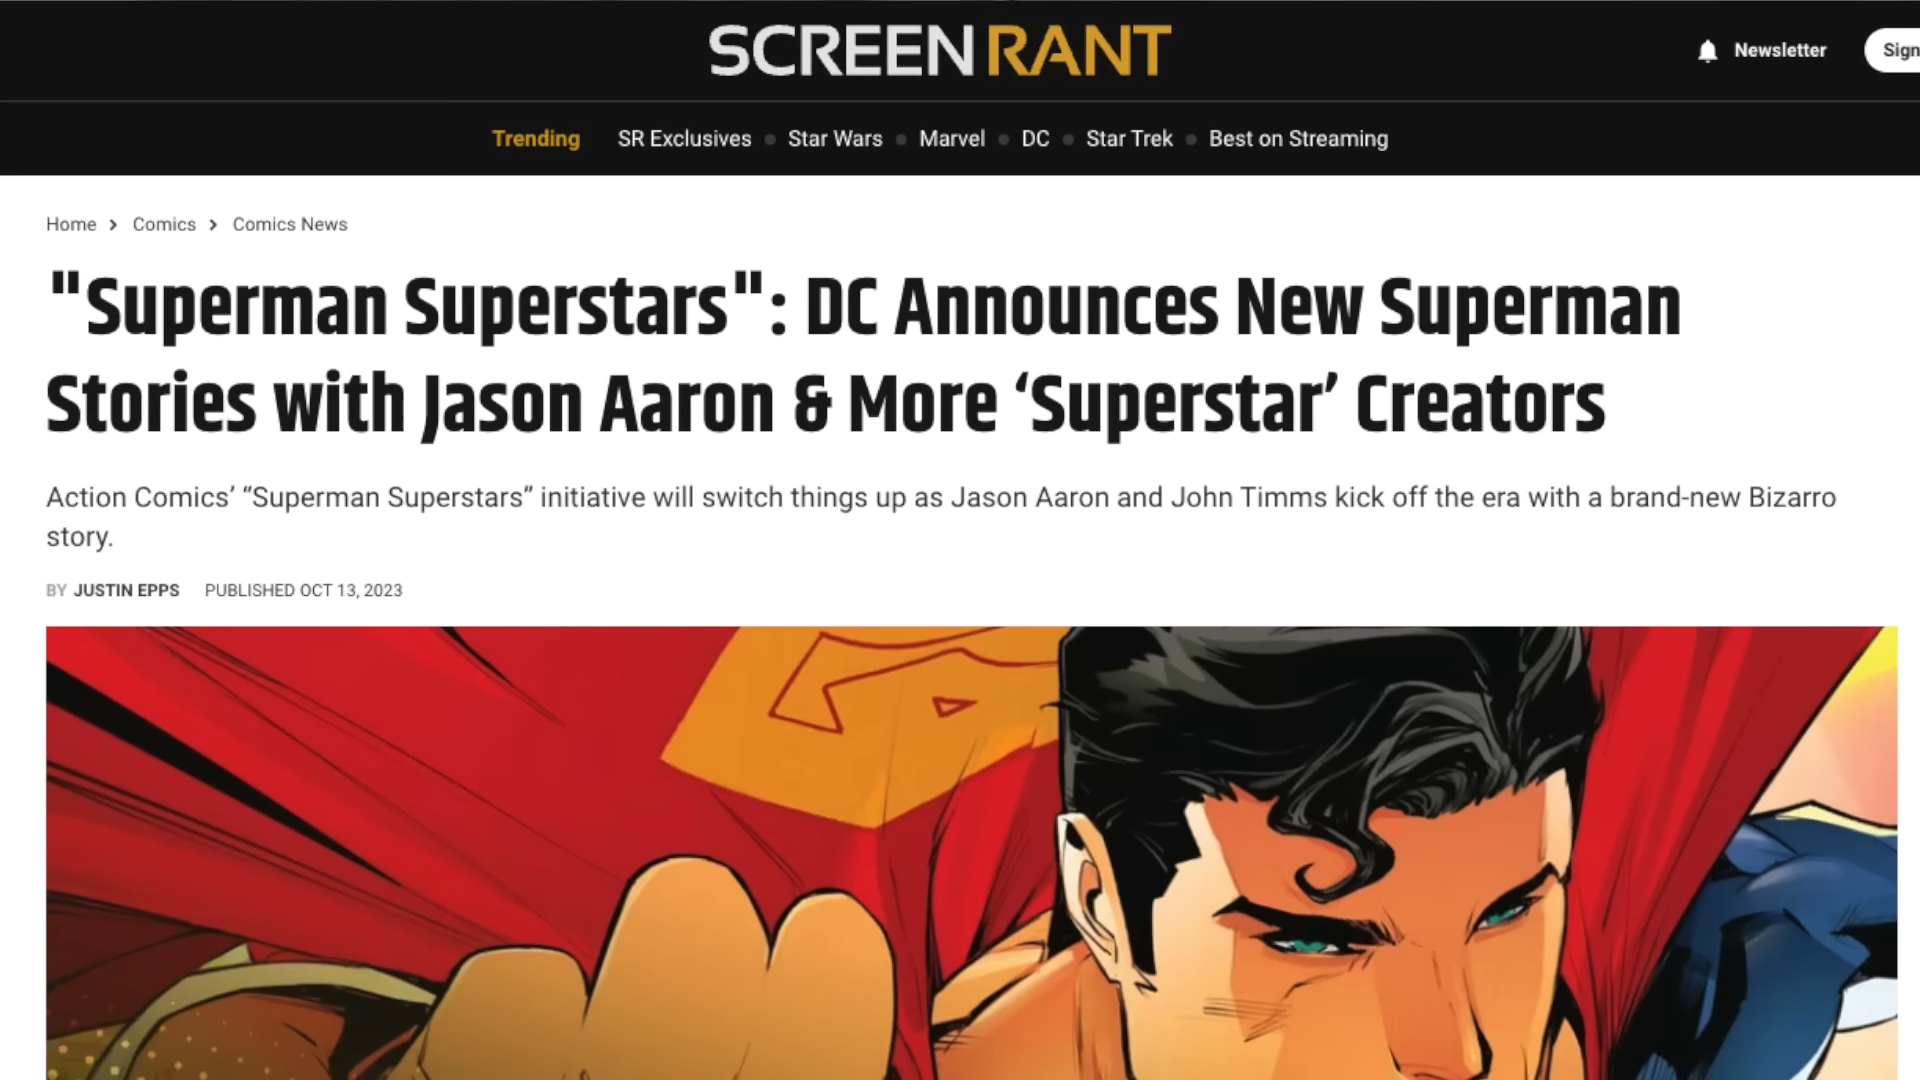 SCREENRANT
Newsletter
Sign
Trending SR Exclusives Star Wars Marvel DC Star Trek Best on Streaming
Home > Comics > Comics News
"Superman Superstars": DC Announces New Superman
Stories with Jason Aaron & More ‘Superstar’ Creators
Action Comics’ “Superman Superstars” initiative will switch things up as Jason Aaron and John Timms kick off the era with a brand-new Bizarro
story.
BY JUSTIN EPPS PUBLISHED OCT 13, 2023